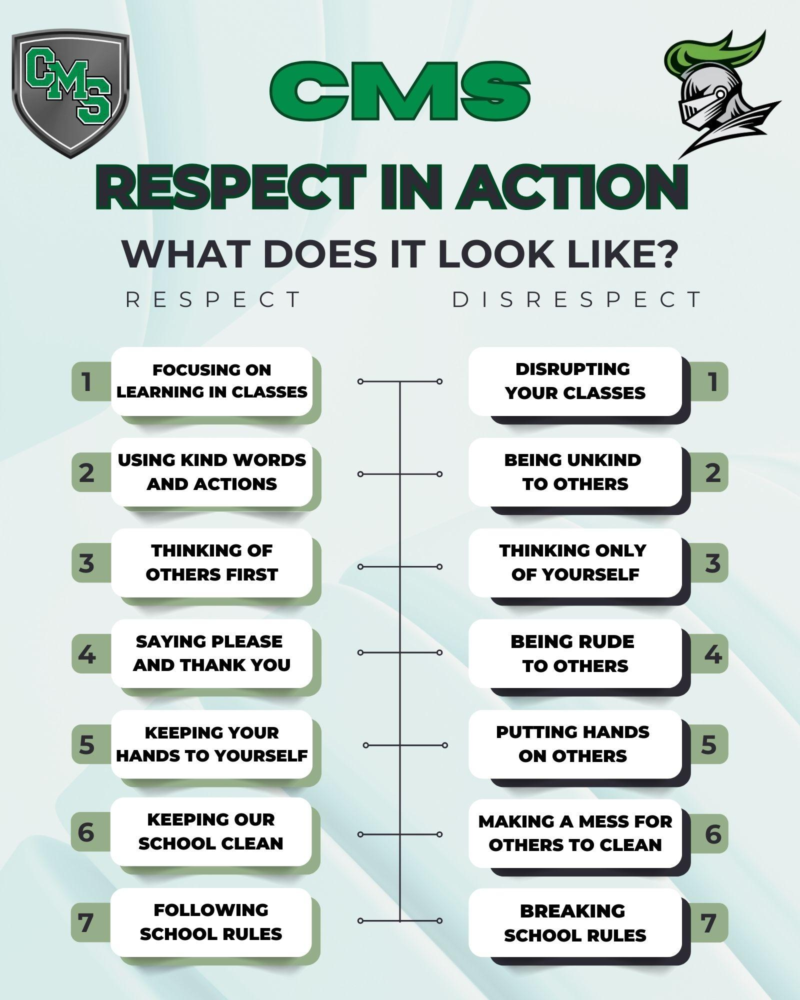 CMS
CMS
RESPECT IN ACTION
WHAT DOES IT LOOK LIKE?
RESPECT
DISRESPECT
1
FOCUSING ON
LEARNING IN CLASSES
DISRUPTING
YOUR CLASSES
1
2
USING KIND WORDS
AND ACTIONS
BEING UNKIND
TO OTHERS
2
3
THINKING OF
OTHERS FIRST
THINKING ONLY
OF YOURSELF
3
4
SAYING PLEASE
AND THANK YOU
BEING RUDE
TO OTHERS
4
5
KEEPING YOUR
HANDS TO YOURSELF
PUTTING HANDS
ON OTHERS
5
6
KEEPING OUR
SCHOOL CLEAN
MAKING A MESS FOR
OTHERS TO CLEAN
6
7
FOLLOWING
SCHOOL RULES
BREAKING
SCHOOL RULES
7